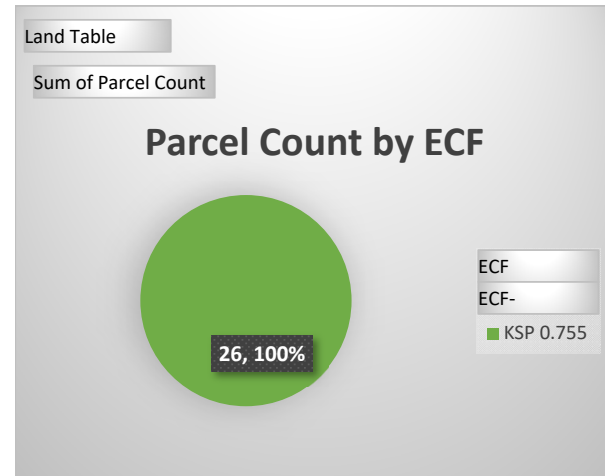 Land Table
Sum of Parcel Count
Parcel Count by ECF
ECF
ECF-
KSP 0.755
26, 100%